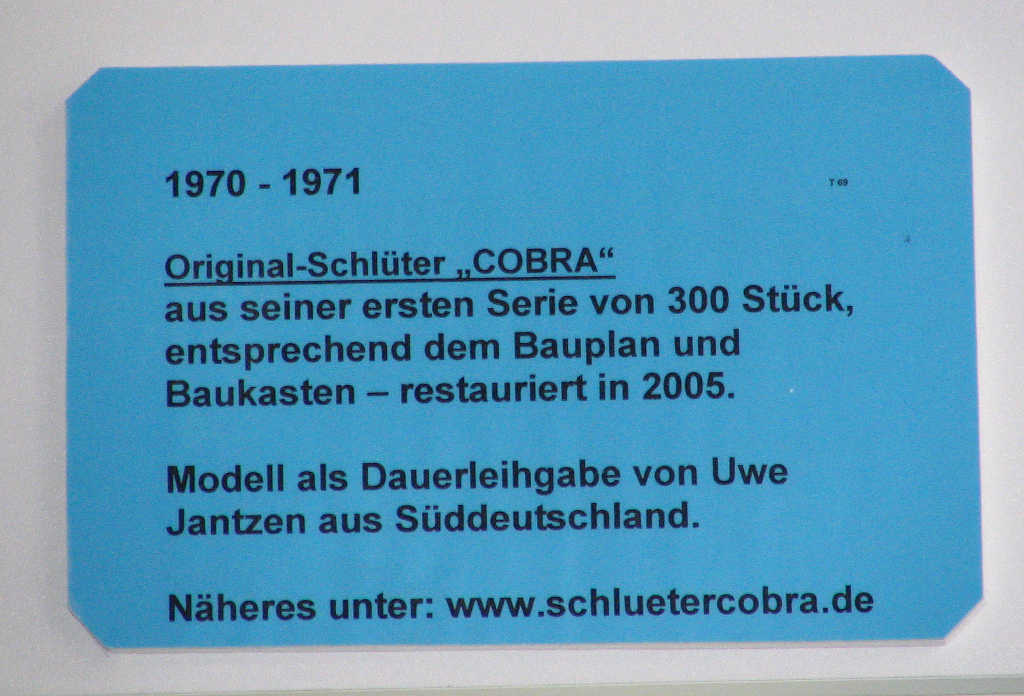 1970 - 1971
T 69
Original-Schlüter „COBRA“
aus seiner ersten Serie von 300 Stück,
entsprechend dem Bauplan und
Baukasten – restauriert in 2005.
Modell als Dauerleihgabe von Uwe
Jantzen aus Süddeutschland.
Näheres unter: www.schluetercobra.de